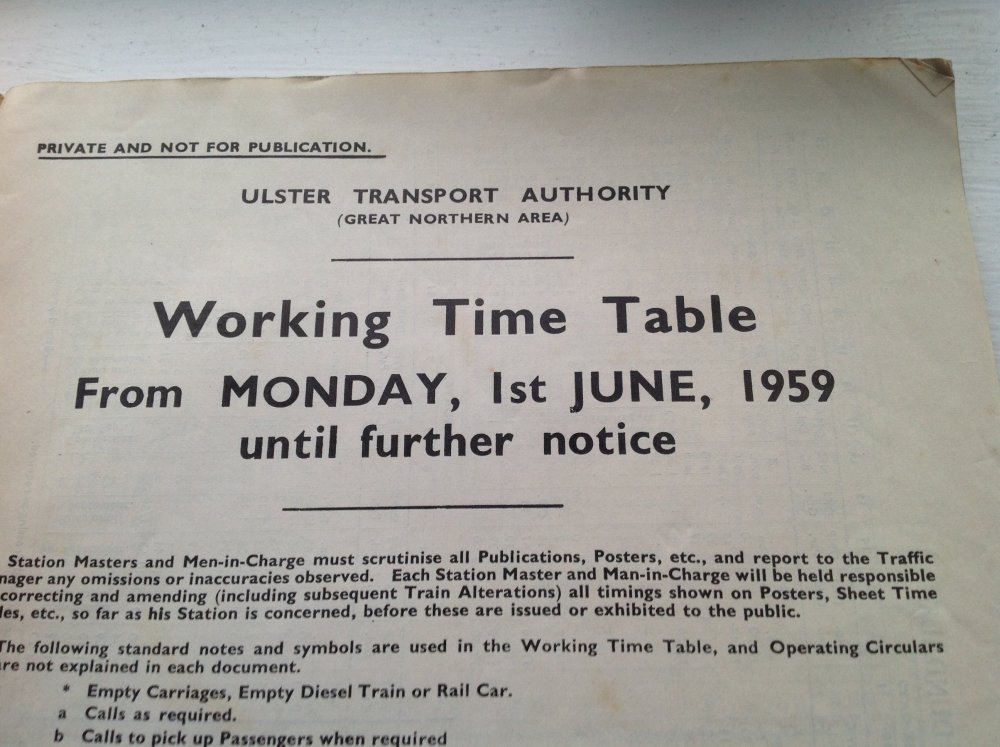 PRIVATE AND NOT FOR PUBLICATION.
ULSTER TRANSPORT AUTHORITY
(GREAT NORTHERN AREA)
Working Time Table
From MONDAY, 1st JUNE, 1959
until further notice
Station Masters and Men-in-Charge must scrutinise all Publications, Posters, etc., and report to the Traffic
nager any omissions or inaccuracies observed. Each Station Master and Man-in-Charge will be held responsible
correcting and amending (including subsequent Train Alterations) all timings shown on Posters, Sheet Time
les, etc., so far as his Station is concerned, before these are issued or exhibited to the public.
The following standard notes and symbols are used in the Working Time Table, and Operating Circulars
re not explained in each document.
* Empty Carriages, Empty Diesel Train or Rail Car.
a Calls as required.
b Calls to pick up Passengers when required